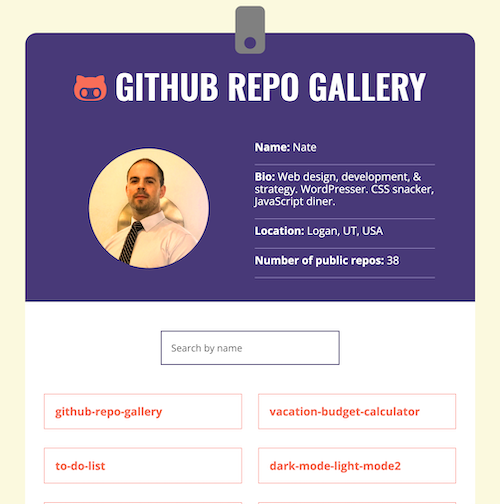 GITHUB REPO GALLERY
Name: Nate
Bio: Web design, development, &
strategy. WordPresser. CSS snacker,
JavaScript diner.
Location: Logan, UT, USA
Number of public repos: 38
Search by name
github-repo-gallery
vacation-budget-calculator
to-do-list
dark-mode-light-mode2